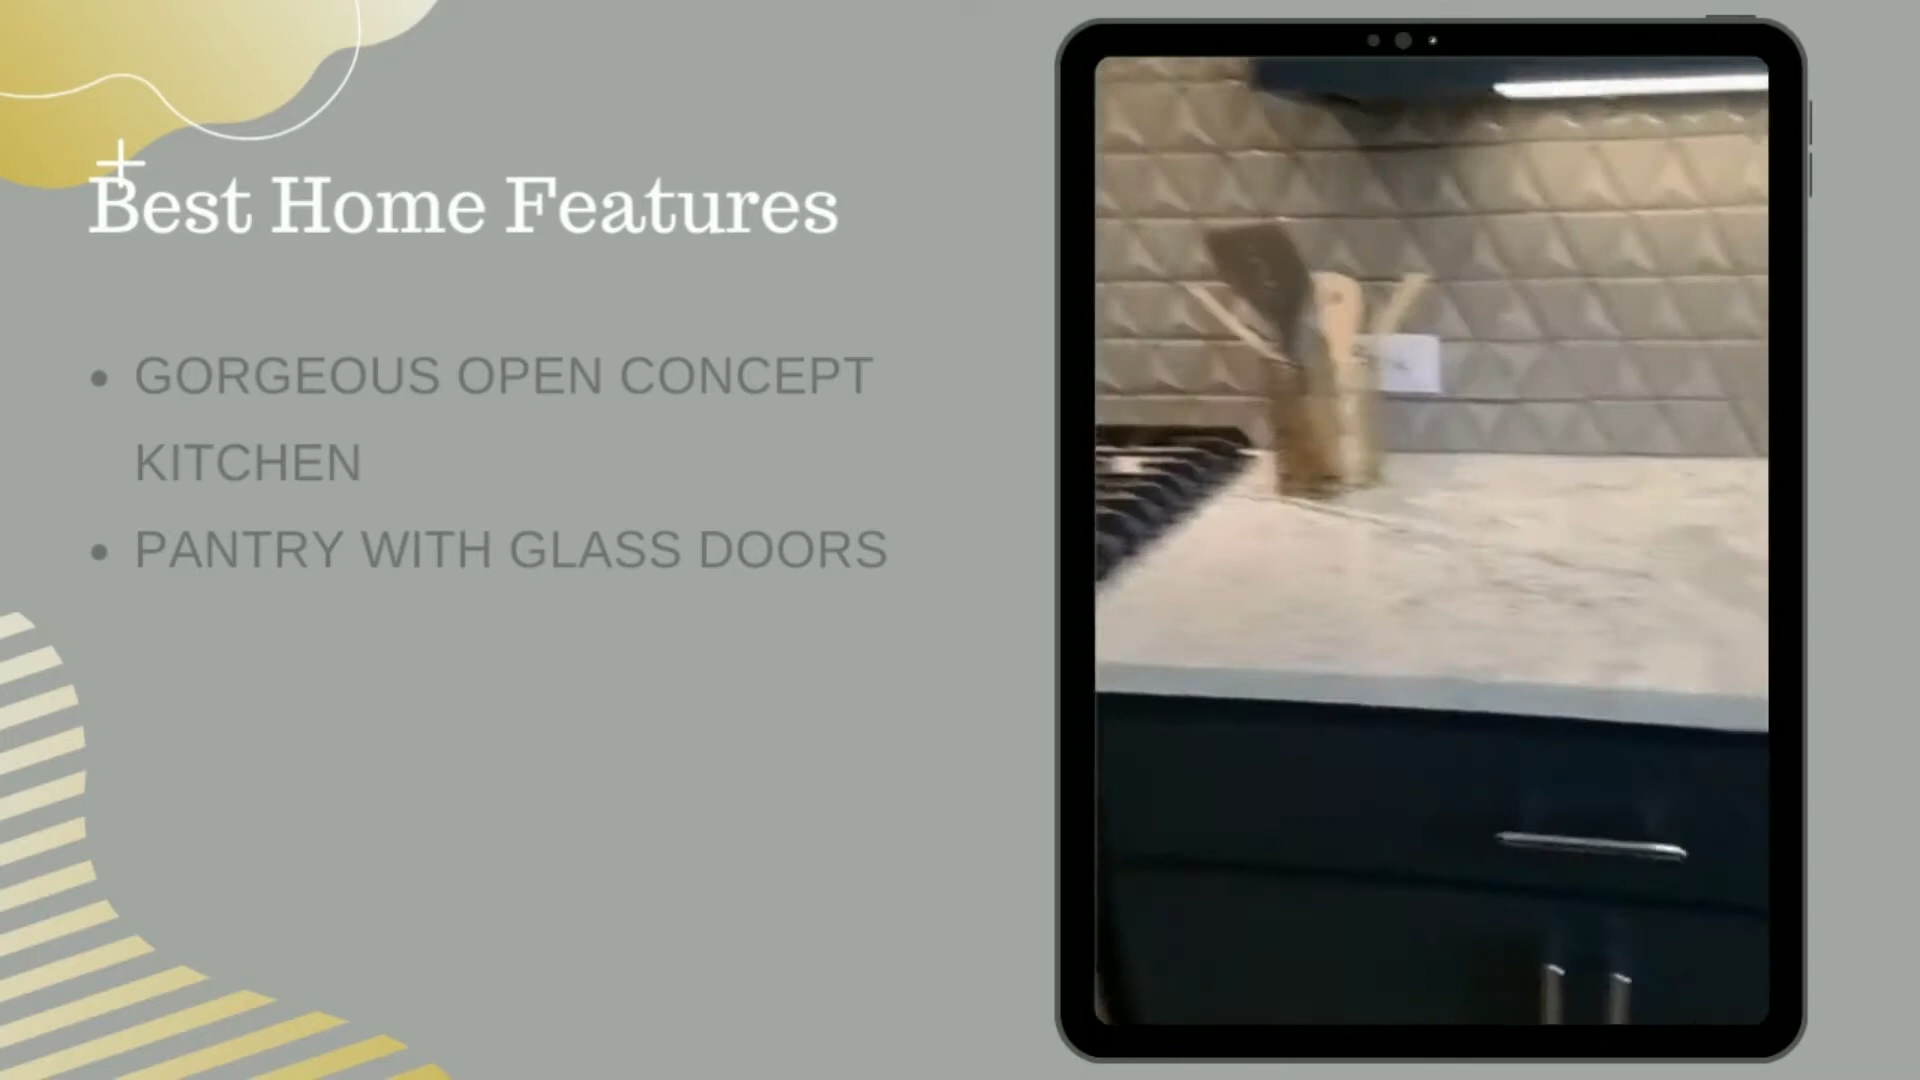 Best Home Features
• GORGEOUS OPEN CONCEPT
KITCHEN
• PANTRY WITH GLASS DOORS